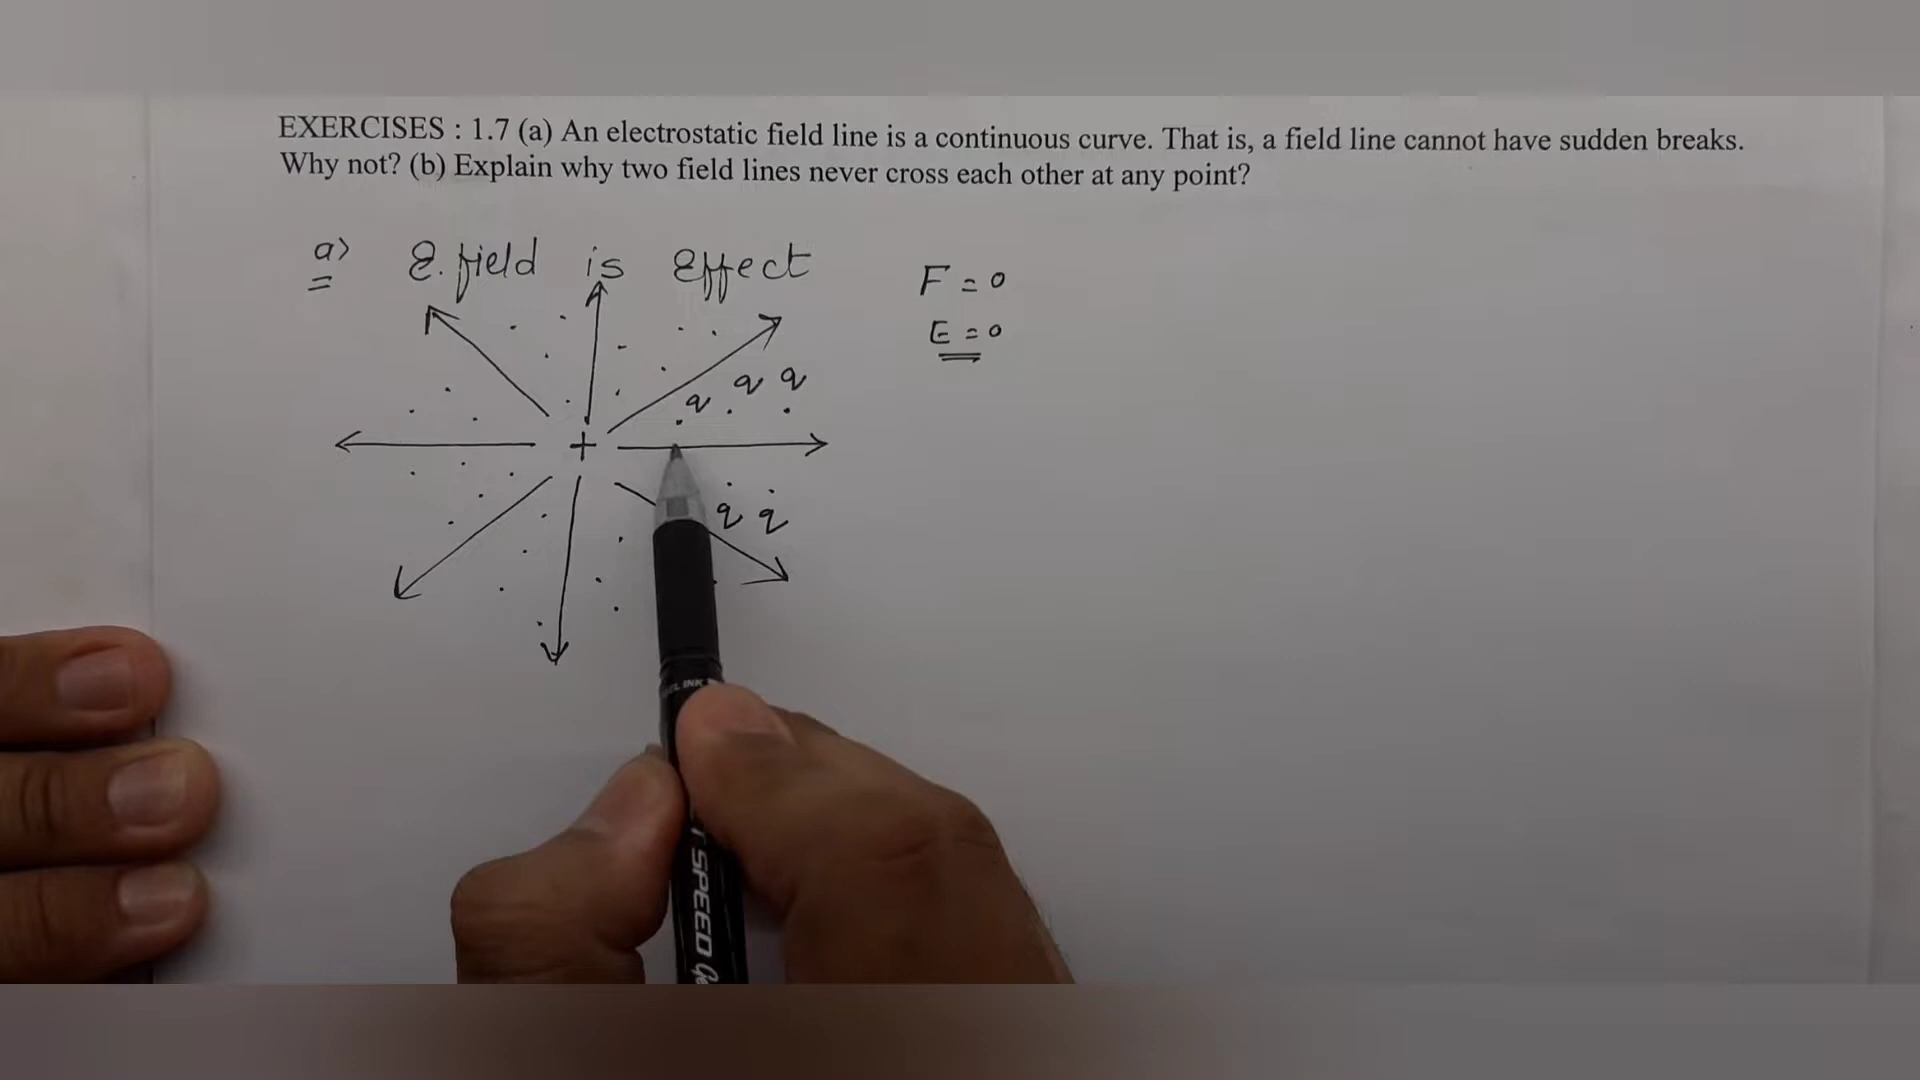 EXERCISES : 1.7 (a) An electrostatic field line is a continuous curve. That is, a field line cannot have sudden breaks.
Why not? (b) Explain why two field lines never cross each other at any point?
a) E. field is Effect
F = 0
E = 0
q q q
+
q q
GEL INK
SPEED